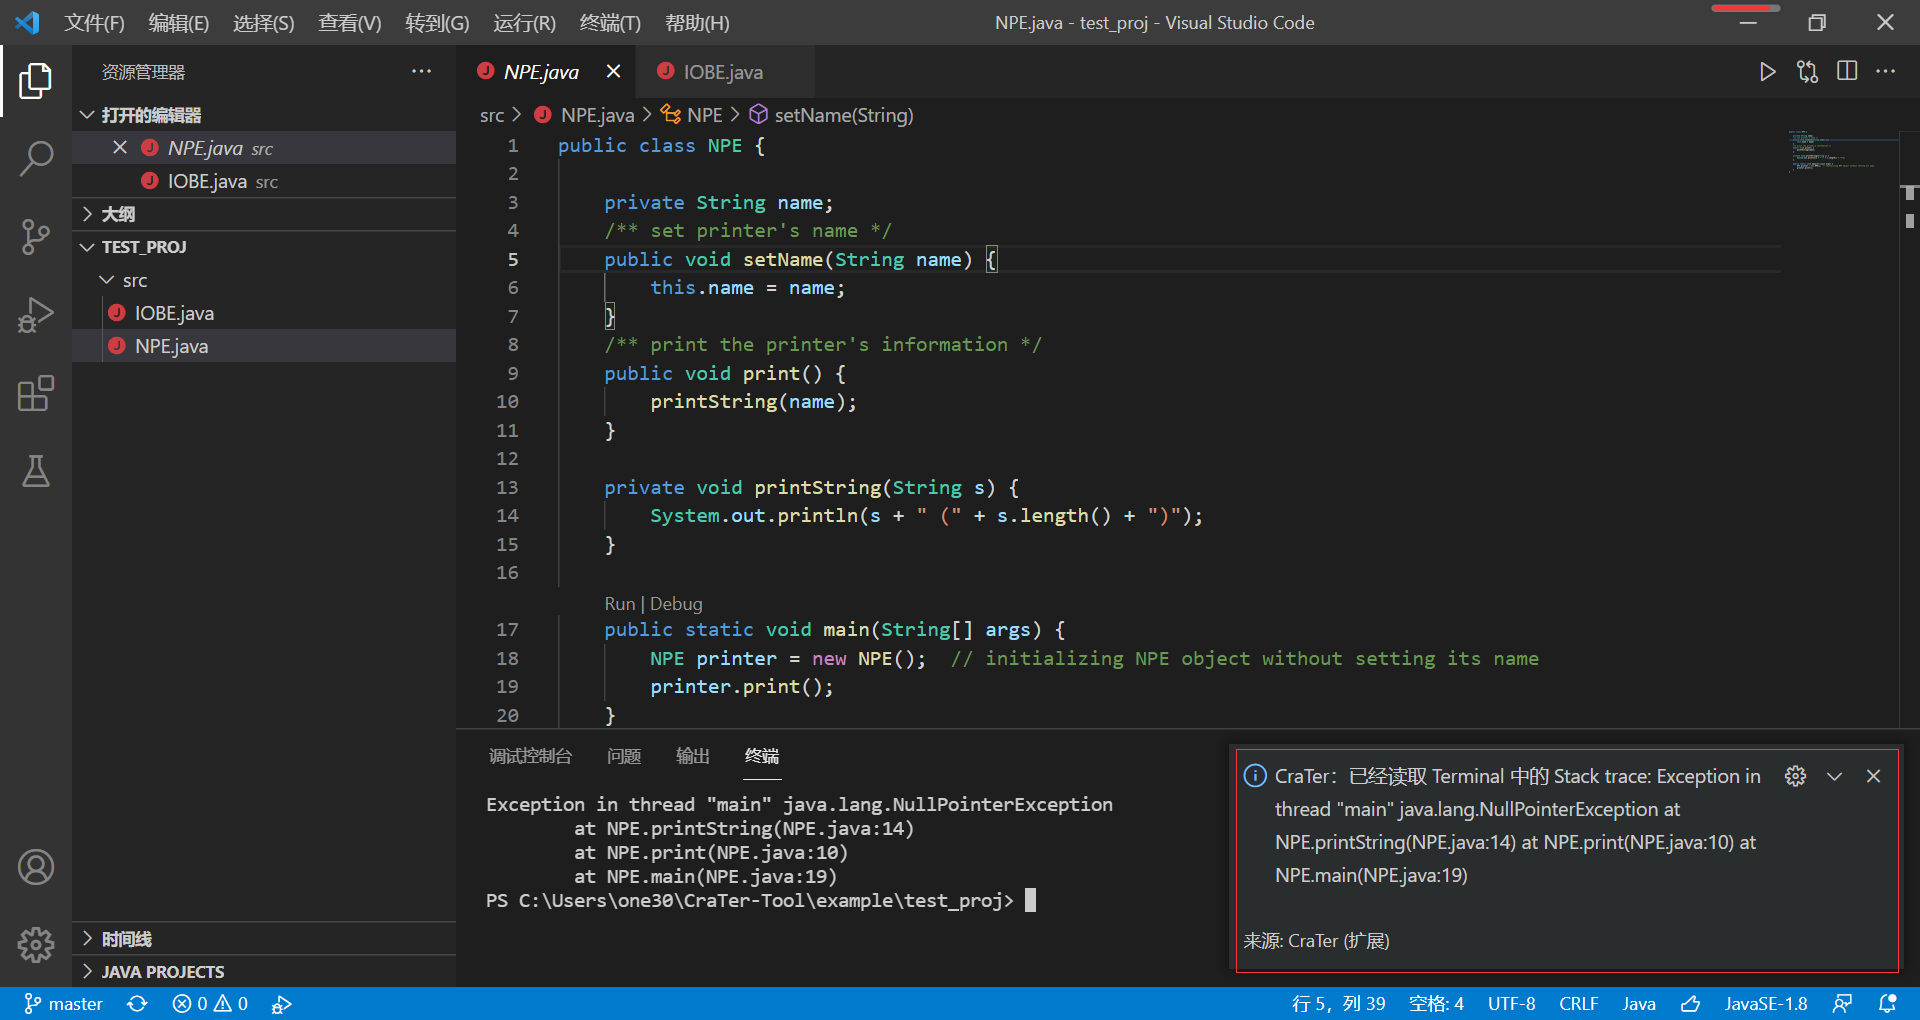 文件(F) 编辑(E) 选择(S) 查看(V) 转到(G) 运行(R) 终端(T) 帮助(H) NPE.java - test_proj - Visual Studio Code
资源管理器
打开的编辑器
NPE.java src
IOBE.java src
大纲
TEST_PROJ
src
IOBE.java
NPE.java
时间线
JAVA PROJECTS
NPE.java IOBE.java
src NPE.java NPE setName(String)
1 public class NPE {
2
3 private String name;
4 /** set printer's name */
5 public void setName(String name) {
6 this.name = name;
7 }
8 /** print the printer's information */
9 public void print() {
10 printString(name);
11 }
12
13 private void printString(String s) {
14 System.out.println(s + " (" + s.length() + ")");
15 }
16
Run | Debug
17 public static void main(String[] args) {
18 NPE printer = new NPE();  // initializing NPE object without setting its name
19 printer.print();
20 }
调试控制台 问题 输出 终端
Exception in thread "main" java.lang.NullPointerException
at NPE.printString(NPE.java:14)
at NPE.print(NPE.java:10)
at NPE.main(NPE.java:19)
PS C:\Users\one30\CraTer-Tool\example\test_proj>
CraTer：已经读取 Terminal 中的 Stack trace: Exception in
thread "main" java.lang.NullPointerException at
NPE.printString(NPE.java:14) at NPE.print(NPE.java:10) at
NPE.main(NPE.java:19)
来源: CraTer (扩展)
master 0 0 行 5，列 39 空格: 4 UTF-8 CRLF Java JavaSE-1.8